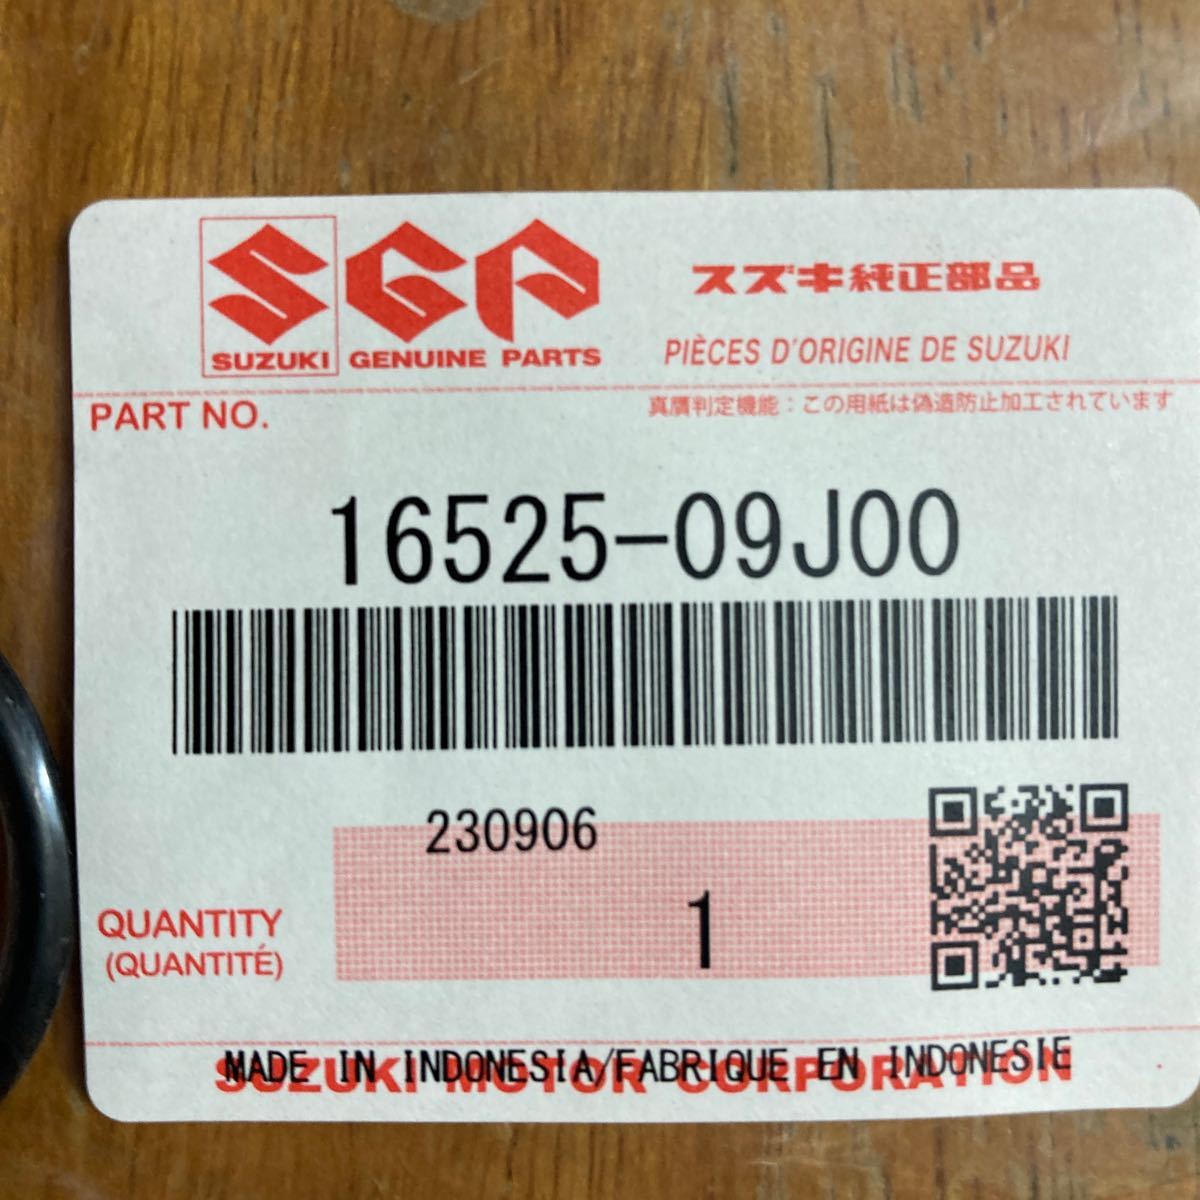 SUZUKI GENUINE PARTS
スズキ純正部品
PIÈCES D'ORIGINE DE SUZUKI
PART NO.
真贋判定機能：この用紙は偽造防止加工されています
16525-09J00
230906
QUANTITY
(QUANTITÉ)
1
MADE IN INDONESIA/FABRIQUE EN INDONESIE
SUZUKI MOTOR CORPORATION